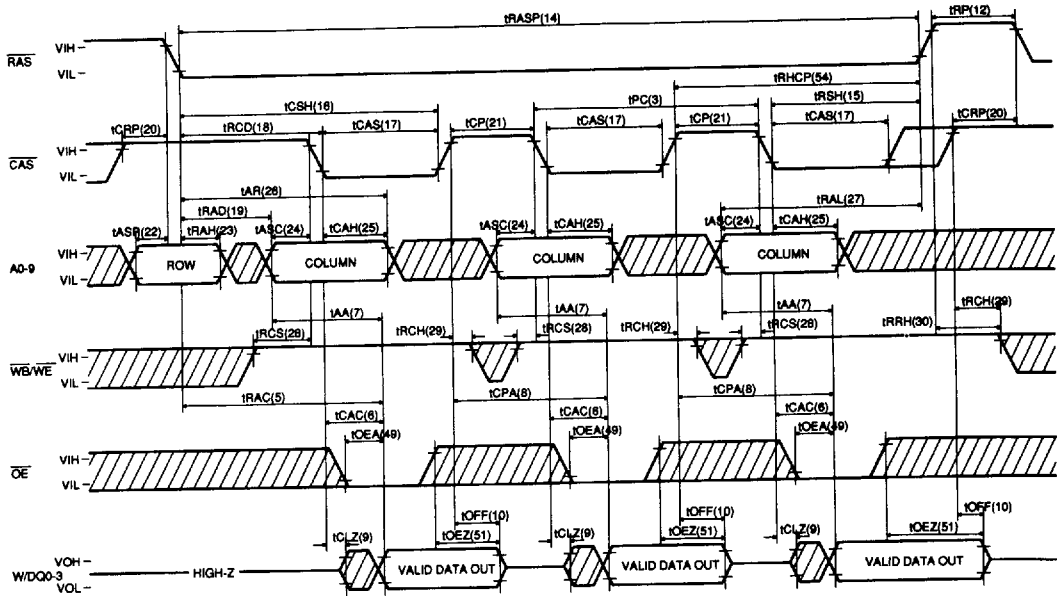 tRASP(14)
tRP(12)
RAS
VIH
VIL
tRHCP(54)
tCSH(16)
tPC(3)
tRSH(15)
tCRP(20)
tRCD(18)
tCAS(17)
tCP(21)
tCAS(17)
tCP(21)
tCAS(17)
tCRP(20)
CAS
VIH
VIL
tAR(26)
tRAL(27)
tRAD(19)
tASR(22)
tRAH(23)
tASC(24)
tCAH(25)
tASC(24)
tCAH(25)
tASC(24)
tCAH(25)
A0-9
VIH
VIL
ROW
COLUMN
COLUMN
COLUMN
tAA(7)
tAA(7)
tAA(7)
tRCS(28)
tRCH(29)
tRCS(28)
tRCH(29)
tRCS(28)
tRCH(29)
tRRH(30)
WB/WE
VIH
VIL
tRAC(5)
tCPA(8)
tCPA(8)
tCAC(6)
tCAC(6)
tCAC(6)
tOEA(49)
tOEA(49)
tOEA(49)
OE
VIH
VIL
tOFF(10)
tOFF(10)
tOFF(10)
tCLZ(9)
tOEZ(51)
tCLZ(9)
tOEZ(51)
tCLZ(9)
tOEZ(51)
W/DQ0-3
VOH
VOL
HIGH-Z
VALID DATA OUT
VALID DATA OUT
VALID DATA OUT